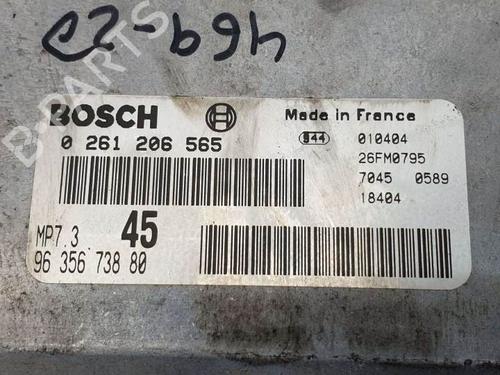 469-20
BOSCH
0 261 206 565
MP7.3 45
96 356 738 80
Made in France
S44 010404
26FM0795
7045 0589
18404
B-PARTS